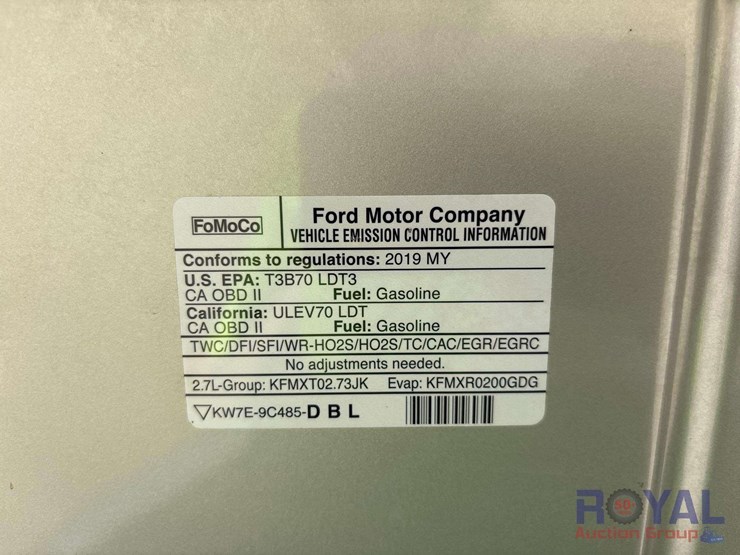 FoMoCo
Ford Motor Company
VEHICLE EMISSION CONTROL INFORMATION
Conforms to regulations: 2019 MY
U.S. EPA: T3B70 LDT3
CA OBD II Fuel: Gasoline
California: ULEV70 LDT
CA OBD II Fuel: Gasoline
TWC/DFI/SFI/WR-HO2S/HO2S/TC/CAC/EGR/EGRC
No adjustments needed.
2.7L-Group: KFMXT02.73JK Evap: KFMXR0200GDG
KW7E-9C485-D B L
ROYAL
Auction Group